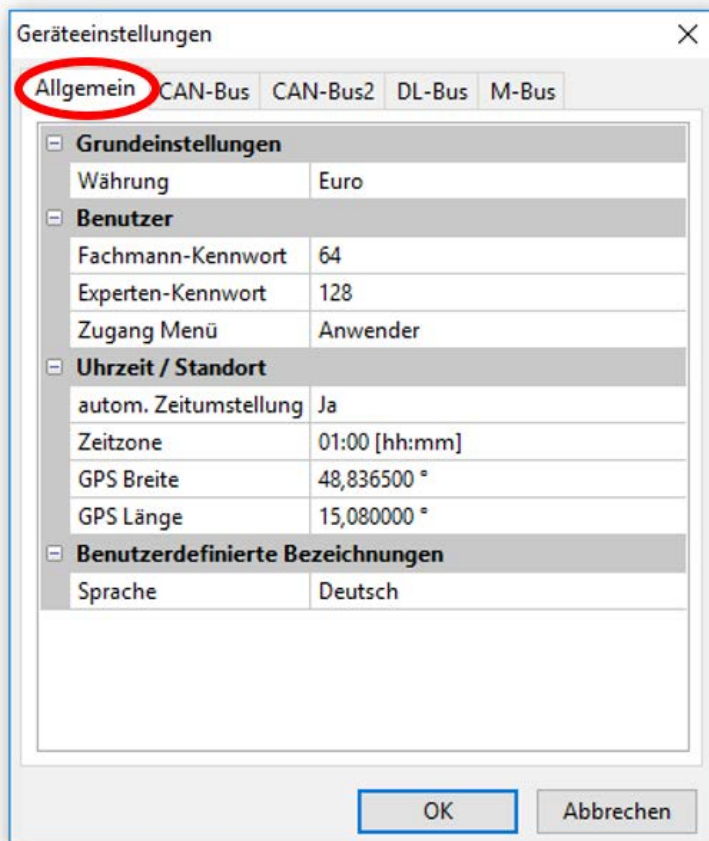 Geräteeinstellungen
Allgemein CAN-Bus CAN-Bus2 DL-Bus M-Bus
Grundeinstellungen
Währung Euro
Benutzer
Fachmann-Kennwort 64
Experten-Kennwort 128
Zugang Menü Anwender
Uhrzeit / Standort
autom. Zeitumstellung Ja
Zeitzone 01:00 [hh:mm]
GPS Breite 48,836500 °
GPS Länge 15,080000 °
Benutzerdefinierte Bezeichnungen
Sprache Deutsch
OK Abbrechen